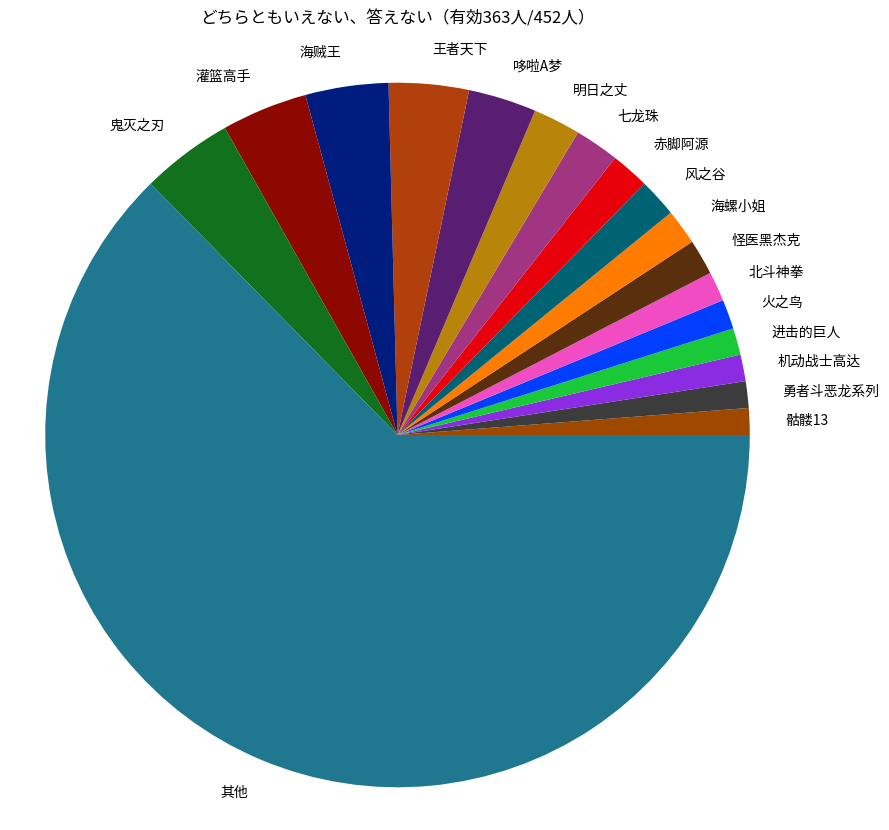 どちらともいえない、答えない（有効363人/452人）
海贼王
王者天下
哆啦A梦
灌篮高手
明日之丈
七龙珠
鬼灭之刃
赤脚阿源
风之谷
海螺小姐
怪医黑杰克
北斗神拳
火之鸟
进击的巨人
机动战士高达
勇者斗恶龙系列
骷髅13
其他